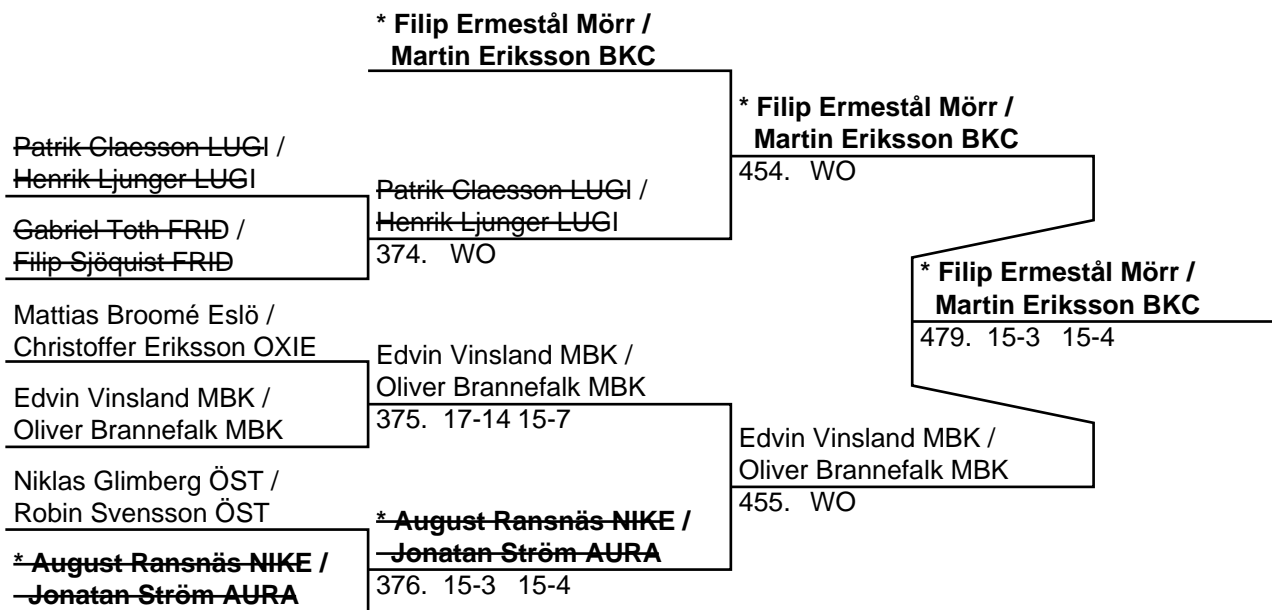 * Filip Ermestål Mörr /
Martin Eriksson BKC
* Filip Ermestål Mörr /
Martin Eriksson BKC
454. WO
Patrik Claesson LUGI /
Henrik Ljunger LUGI
Patrik Claesson LUGI /
Henrik Ljunger LUGI
374. WO
Gabriel Toth FRID /
Filip Sjöquist FRID
* Filip Ermestål Mörr /
Martin Eriksson BKC
479. 15-3 15-4
Mattias Broomé Eslö /
Christoffer Eriksson OXIE
Edvin Vinsland MBK /
Oliver Brannefalk MBK
375. 17-14 15-7
Edvin Vinsland MBK /
Oliver Brannefalk MBK
Edvin Vinsland MBK /
Oliver Brannefalk MBK
455. WO
Niklas Glimberg ÖST /
Robin Svensson ÖST
* August Ransnäs NIKE /
Jonatan Ström AURA
376. 15-3 15-4
* August Ransnäs NIKE /
Jonatan Ström AURA